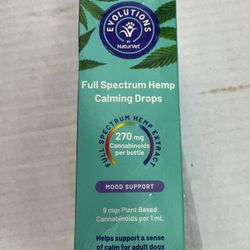 EVOLUTIONS
BY
NaturVet
Full Spectrum Hemp
Calming Drops
FULL SPECTRUM HEMP EXTRACT
270 mg
Cannabinoids
per bottle
MOOD SUPPORT
9 mg Plant Based
Cannabinoids per 1 mL
Helps support a sense
of calm for adult dogs